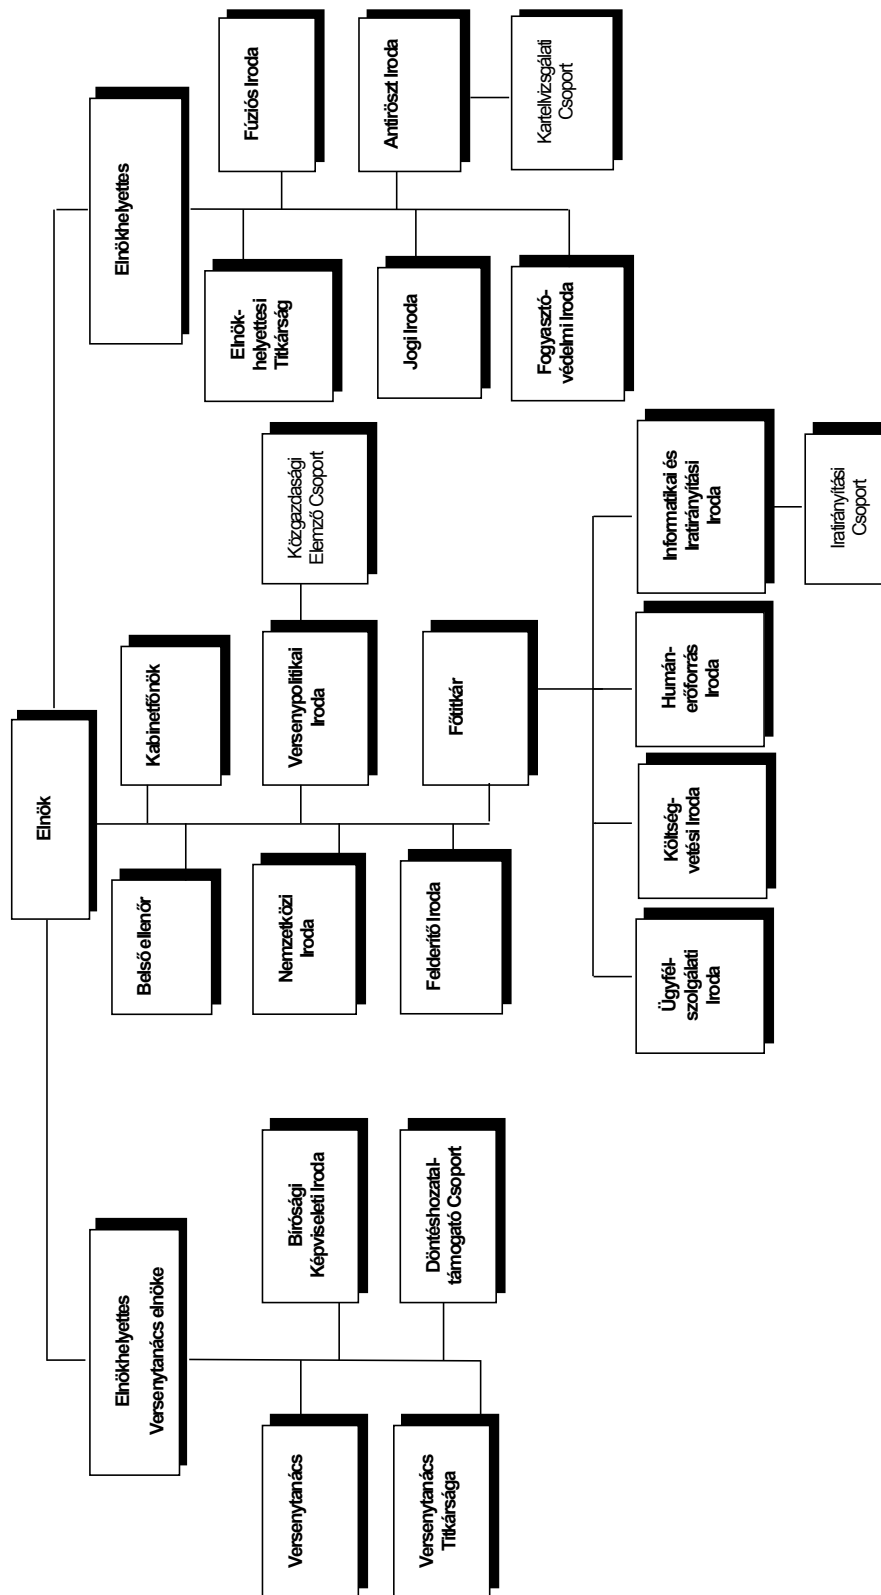 Elnök
Elnökhelyettes
Versenytanács elnöke
Versenytanács
Versenytanács
Titkársága
Bírósági
Képviseleti Iroda
Döntéshozatal-
támogató Csoport
Belső ellenőr
Nemzetközi
Iroda
Felderítő Iroda
Kabinetfőnök
Versenypolitikai
Iroda
Közgazdasági
Elemző Csoport
Főtitkár
Ügyfél-
szolgálati
Iroda
Költség-
vetési Iroda
Humán-
erőforrás
Iroda
Informatikai és
Iratirányítási
Iroda
Iratirányítási
Csoport
Elnökhelyettes
Elnök-
helyettesi
Titkárság
Jogi Iroda
Fogyasztó-
védelmi Iroda
Fúziós Iroda
Antiröszt Iroda
Kartellvizsgálati
Csoport